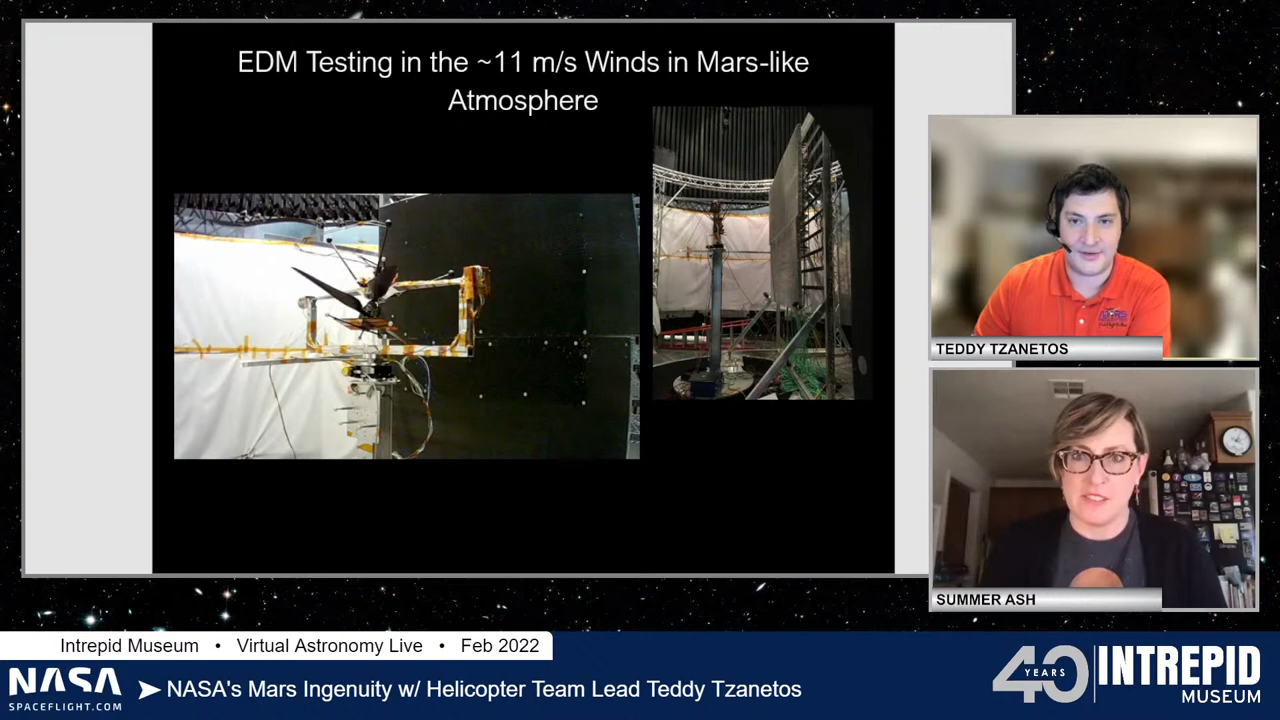 EDM Testing in the ~11 m/s Winds in Mars-like
Atmosphere
TEDDY TZANETOS
SUMMER ASH
Intrepid Museum • Virtual Astronomy Live • Feb 2022
NASA
SPACEFLIGHT.COM
NASA's Mars Ingenuity w/ Helicopter Team Lead Teddy Tzanetos
40
YEARS
INTREPID
MUSEUM